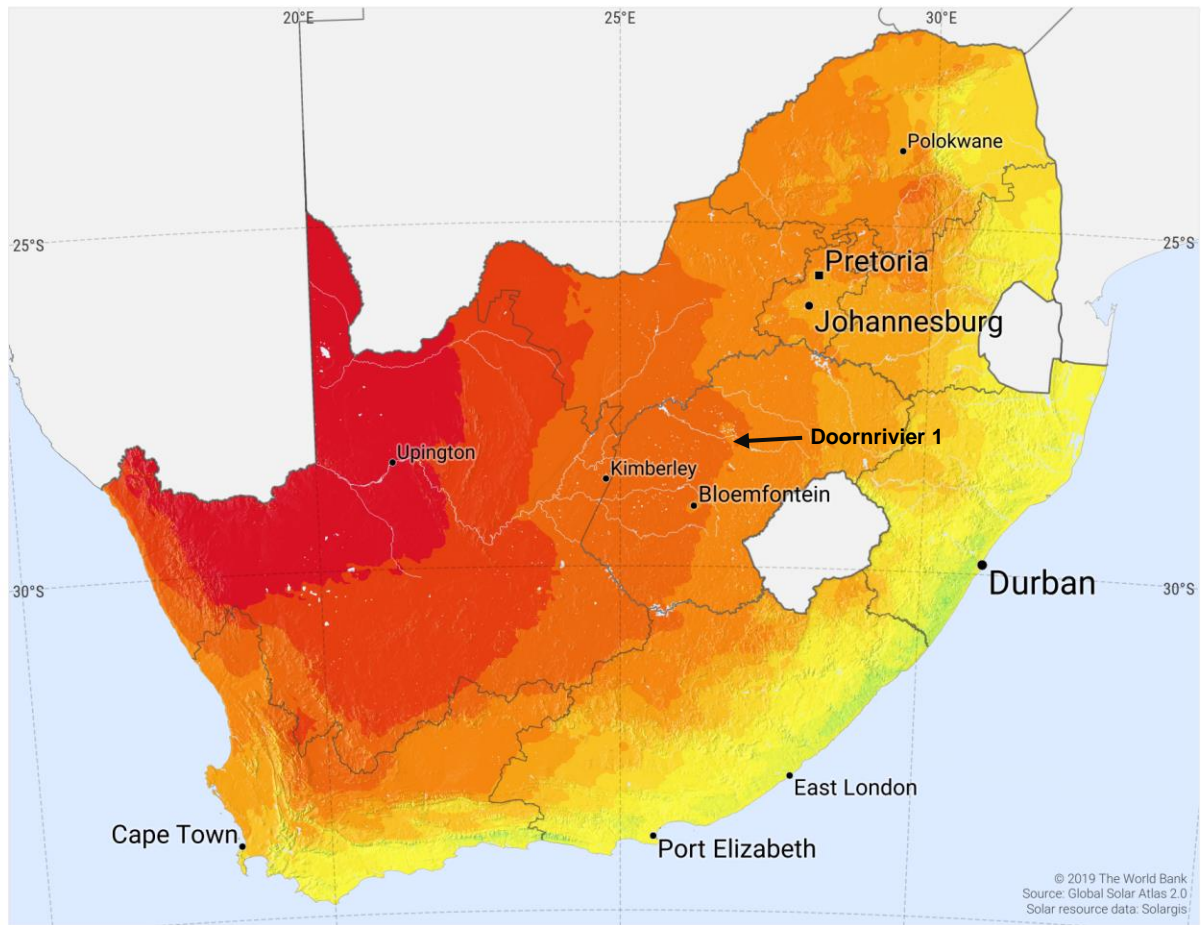 20°E
25°E
30°E
Polokwane
25°S
25°S
Pretoria
Johannesburg
Doornrivier 1
Upington
Kimberley
Bloemfontein
Durban
30°S
30°S
East London
Cape Town
Port Elizabeth
© 2019 The World Bank
Source: Global Solar Atlas 2.0
Solar resource data: Solargis